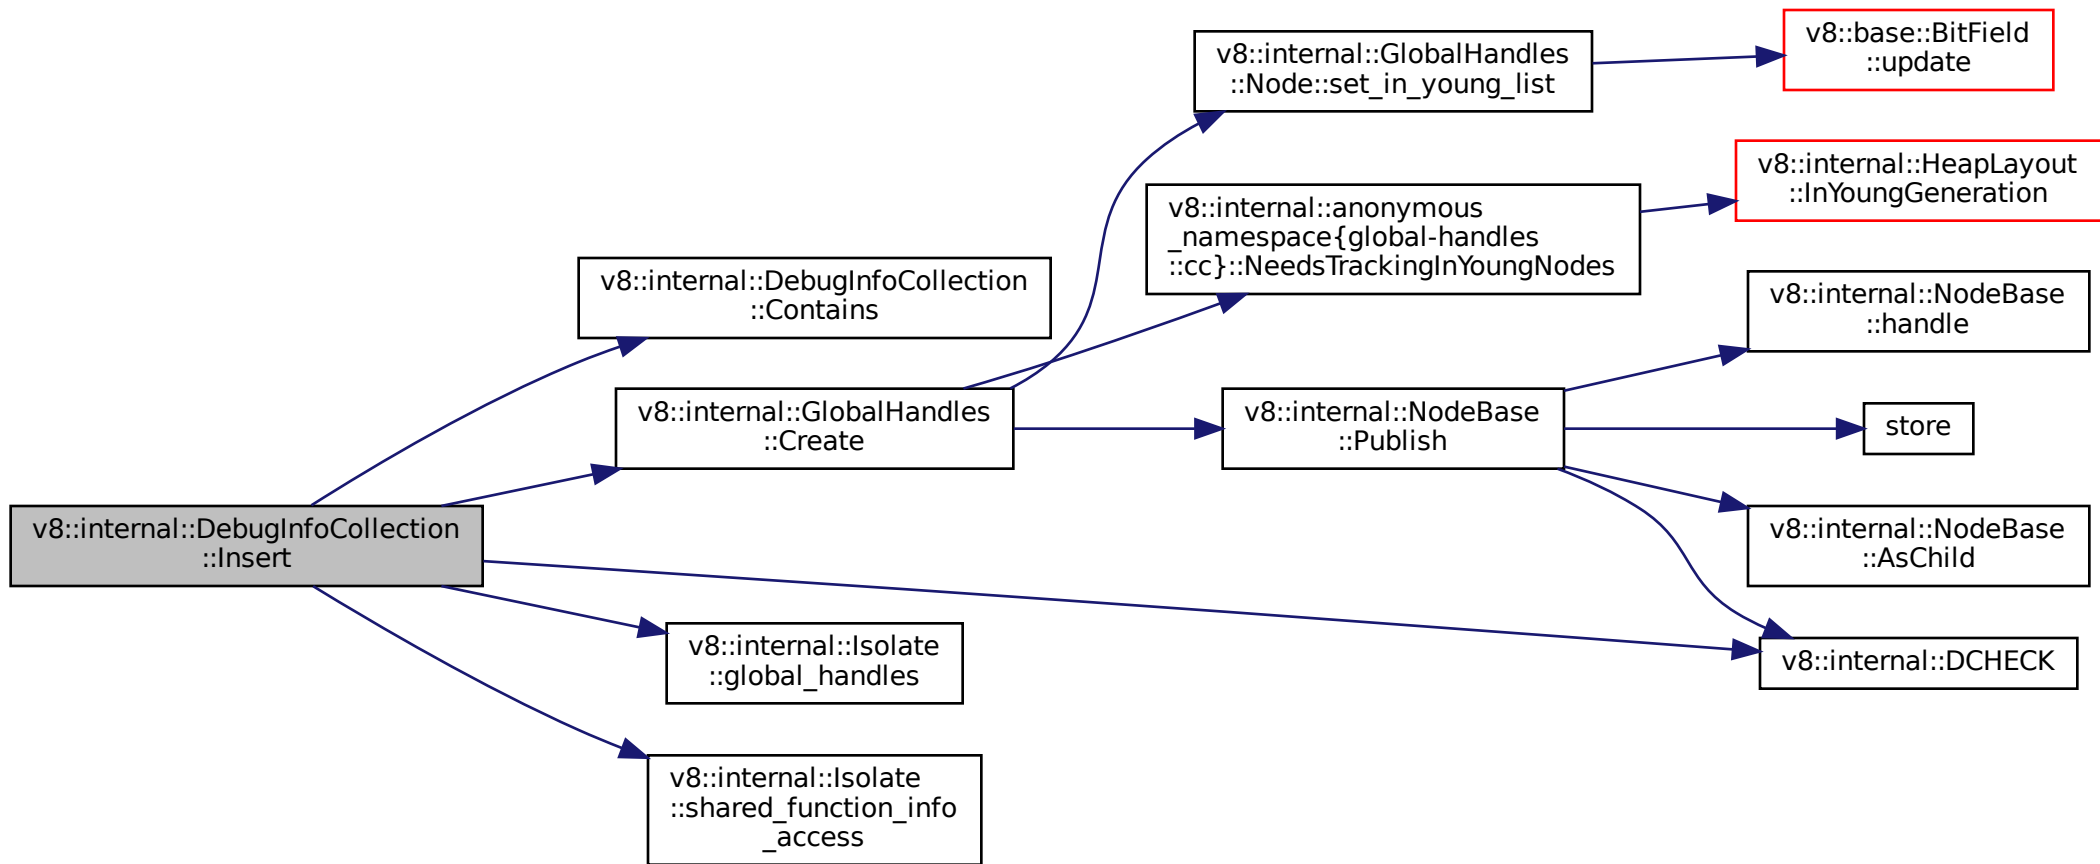 v8::internal::DebugInfoCollection
::Insert
v8::internal::DebugInfoCollection
::Contains
v8::internal::GlobalHandles
::Create
v8::internal::Isolate
::global_handles
v8::internal::Isolate
::shared_function_info
_access
v8::internal::GlobalHandles
::Node::set_in_young_list
v8::internal::anonymous
_namespace{global-handles
::cc}::NeedsTrackingInYoungNodes
v8::internal::NodeBase
::Publish
v8::base::BitField
::update
v8::internal::HeapLayout
::InYoungGeneration
v8::internal::NodeBase
::handle
store
v8::internal::NodeBase
::AsChild
v8::internal::DCHECK